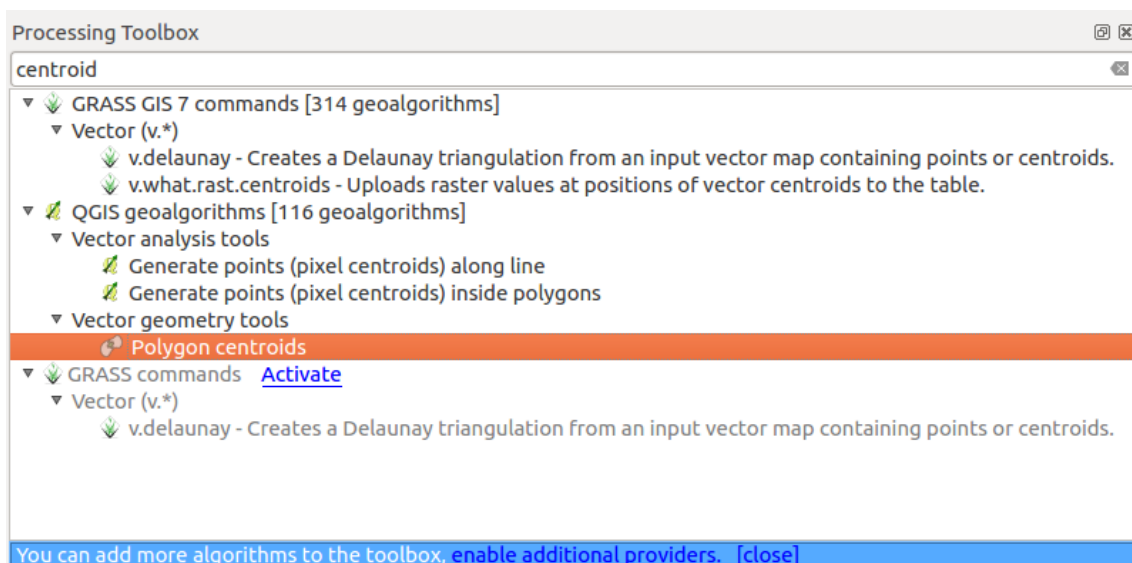 Processing Toolbox
centroid
GRASS GIS 7 commands [314 geoalgorithms]
Vector (v.*)
v.delaunay - Creates a Delaunay triangulation from an input vector map containing points or centroids.
v.what.rast.centroids - Uploads raster values at positions of vector centroids to the table.
QGIS geoalgorithms [116 geoalgorithms]
Vector analysis tools
Generate points (pixel centroids) along line
Generate points (pixel centroids) inside polygons
Vector geometry tools
Polygon centroids
GRASS commands Activate
Vector (v.*)
v.delaunay - Creates a Delaunay triangulation from an input vector map containing points or centroids.
You can add more algorithms to the toolbox, enable additional providers. [close]